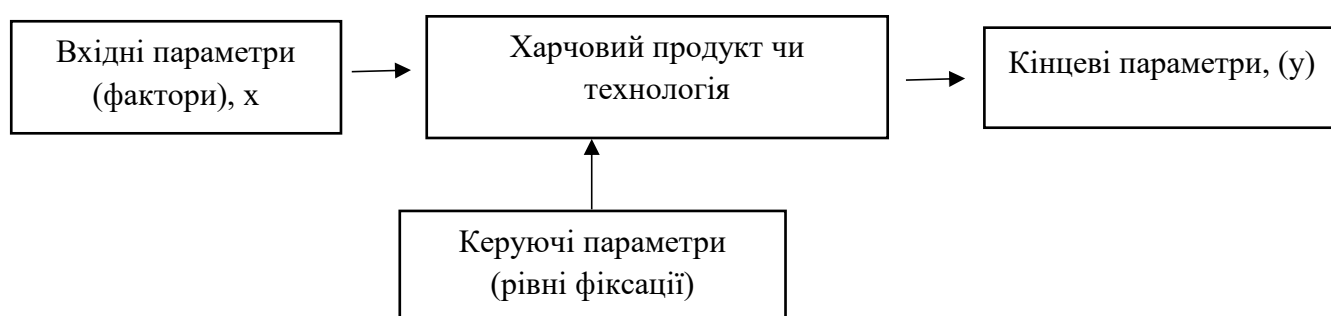 Вхідні параметри
(фактори), х
Харчовий продукт чи
технологія
Кінцеві параметри, (у)
Керуючі параметри
(рівні фіксації)